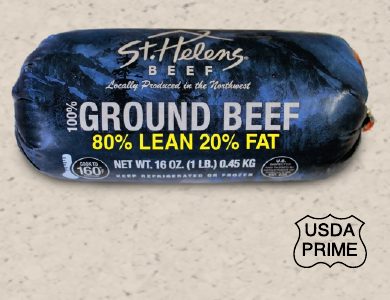 St. Helens
BEEF
Locally Produced in the Northwest
100% GROUND BEEF
80% LEAN 20% FAT
COOK TO
160°
NET WT. 16 OZ. (1 LB.) 0.45 KG
KEEP REFRIGERATED OR FROZEN
U.S.
USDA
PRIME